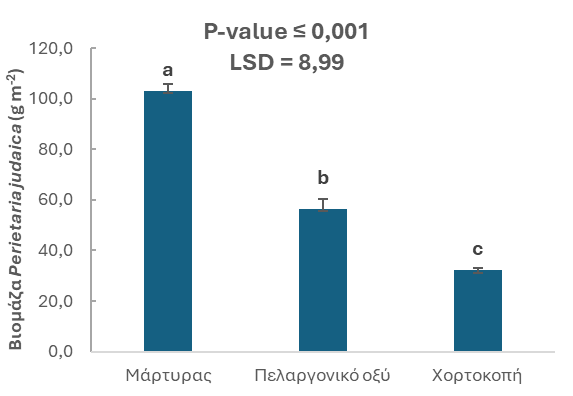 P-value ≤ 0,001
LSD = 8,99
Βιομάζα Perietaria judaica (g m-2)
120,0
100,0
80,0
60,0
40,0
20,0
0,0
a
b
c
Μάρτυρας
Πελαργονικό οξύ
Χορτοκοπή